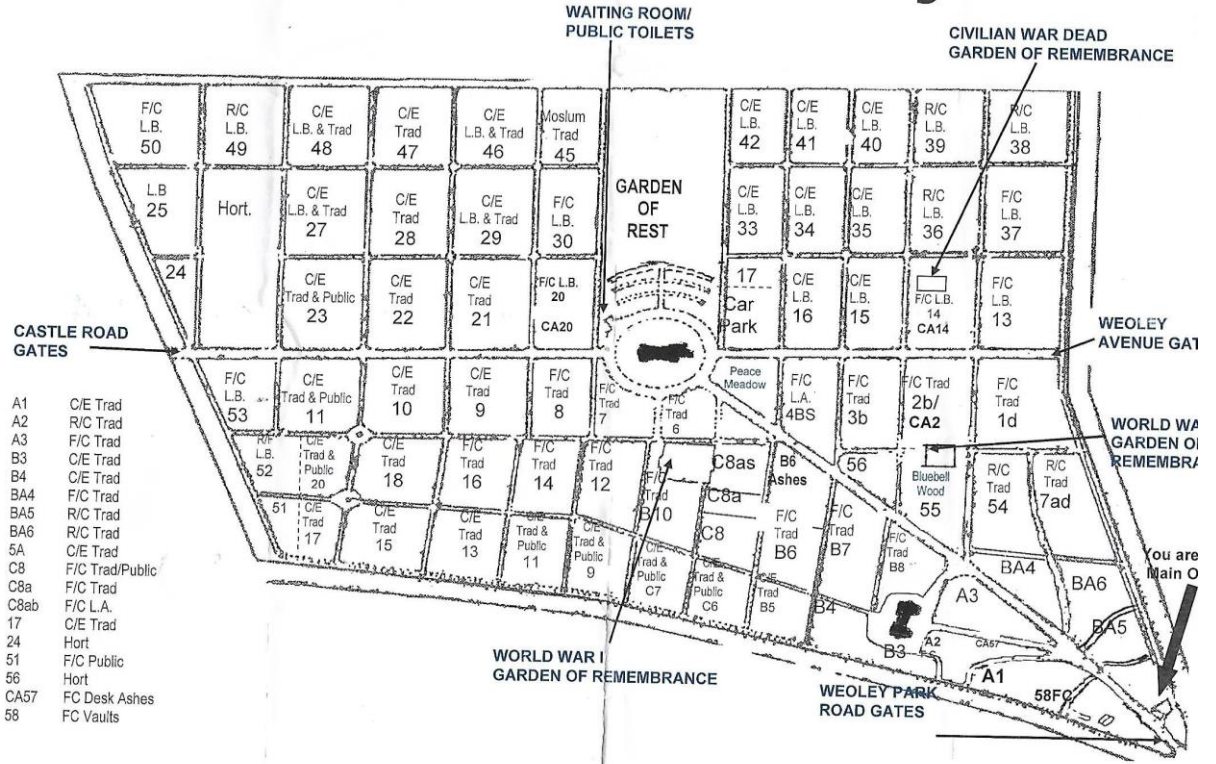 WAITING ROOM/
PUBLIC TOILETS
CIVILIAN WAR DEAD
GARDEN OF REMEMBRANCE
F/C
L.B.
50
R/C
L.B.
49
C/E
L.B. & Trad
48
C/E
Trad
47
C/E
L.B. & Trad
46
Moslum
Trad
45
C/E
L.B.
42
C/E
L.B.
41
C/E
L.B.
40
R/C
L.B.
39
R/C
L.B.
38
L.B
25
Hort.
C/E
L.B. & Trad
27
C/E
Trad
28
C/E
L.B. & Trad
29
F/C
L.B.
30
GARDEN
OF
REST
C/E
L.B.
33
C/E
L.B.
34
C/E
L.B.
35
R/C
L.B.
36
F/C
L.B.
37
24
C/E
Trad & Public
23
C/E
Trad
22
C/E
Trad
21
F/C L.B.
20
CA20
17
Car
Park
C/E
L.B.
16
C/E
L.B.
15
F/C L.B.
14
CA14
F/C
L.B.
13
CASTLE ROAD
GATES
WEOLEY
AVENUE GAT
F/C
L.B.
53
C/E
Trad & Public
11
C/E
Trad
10
C/E
Trad
9
F/C
Trad
8
F/C
Trad
7
F/C
Trad
6
Peace
Meadow
F/C
L.A.
4BS
F/C
Trad
3b
F/C Trad
2b/
CA2
F/C
Trad
1d
WORLD WA
GARDEN O
REMEMBRA
L.B.
52
C/E
Trad &
Public
20
C/E
Trad
18
F/C
Trad
16
F/C
Trad
14
F/C
Trad
12
F/C
Trad
B10
C8as
C8a
C8
B6
Ashes
56
Bluebell
Wood
55
R/C
Trad
54
R/C
Trad
7ad
51
C/E
Trad
17
C/E
Trad
15
C/E
Trad
13
C/E
Trad &
Public
11
C/E
Trad &
Public
9
C/E
Trad &
Public
C7
C/E
Trad &
Public
C6
C/E
Trad
B5
F/C
Trad
B6
F/C
Trad
B7
F/C
Trad
B8
B4
BA4
BA6
BA5
A3
A2
CA57
B3
A1
58FC
You are
Main O
WORLD WAR I
GARDEN OF REMEMBRANCE
WEOLEY PARK
ROAD GATES
A1 C/E Trad
A2 R/C Trad
A3 F/C Trad
B3 C/E Trad
B4 C/E Trad
BA4 F/C Trad
BA5 R/C Trad
BA6 R/C Trad
5A C/E Trad
C8 F/C Trad/Public
C8a F/C Trad
C8ab F/C L.A.
17 C/E Trad
24 Hort
51 F/C Public
56 Hort
CA57 FC Desk Ashes
58 FC Vaults